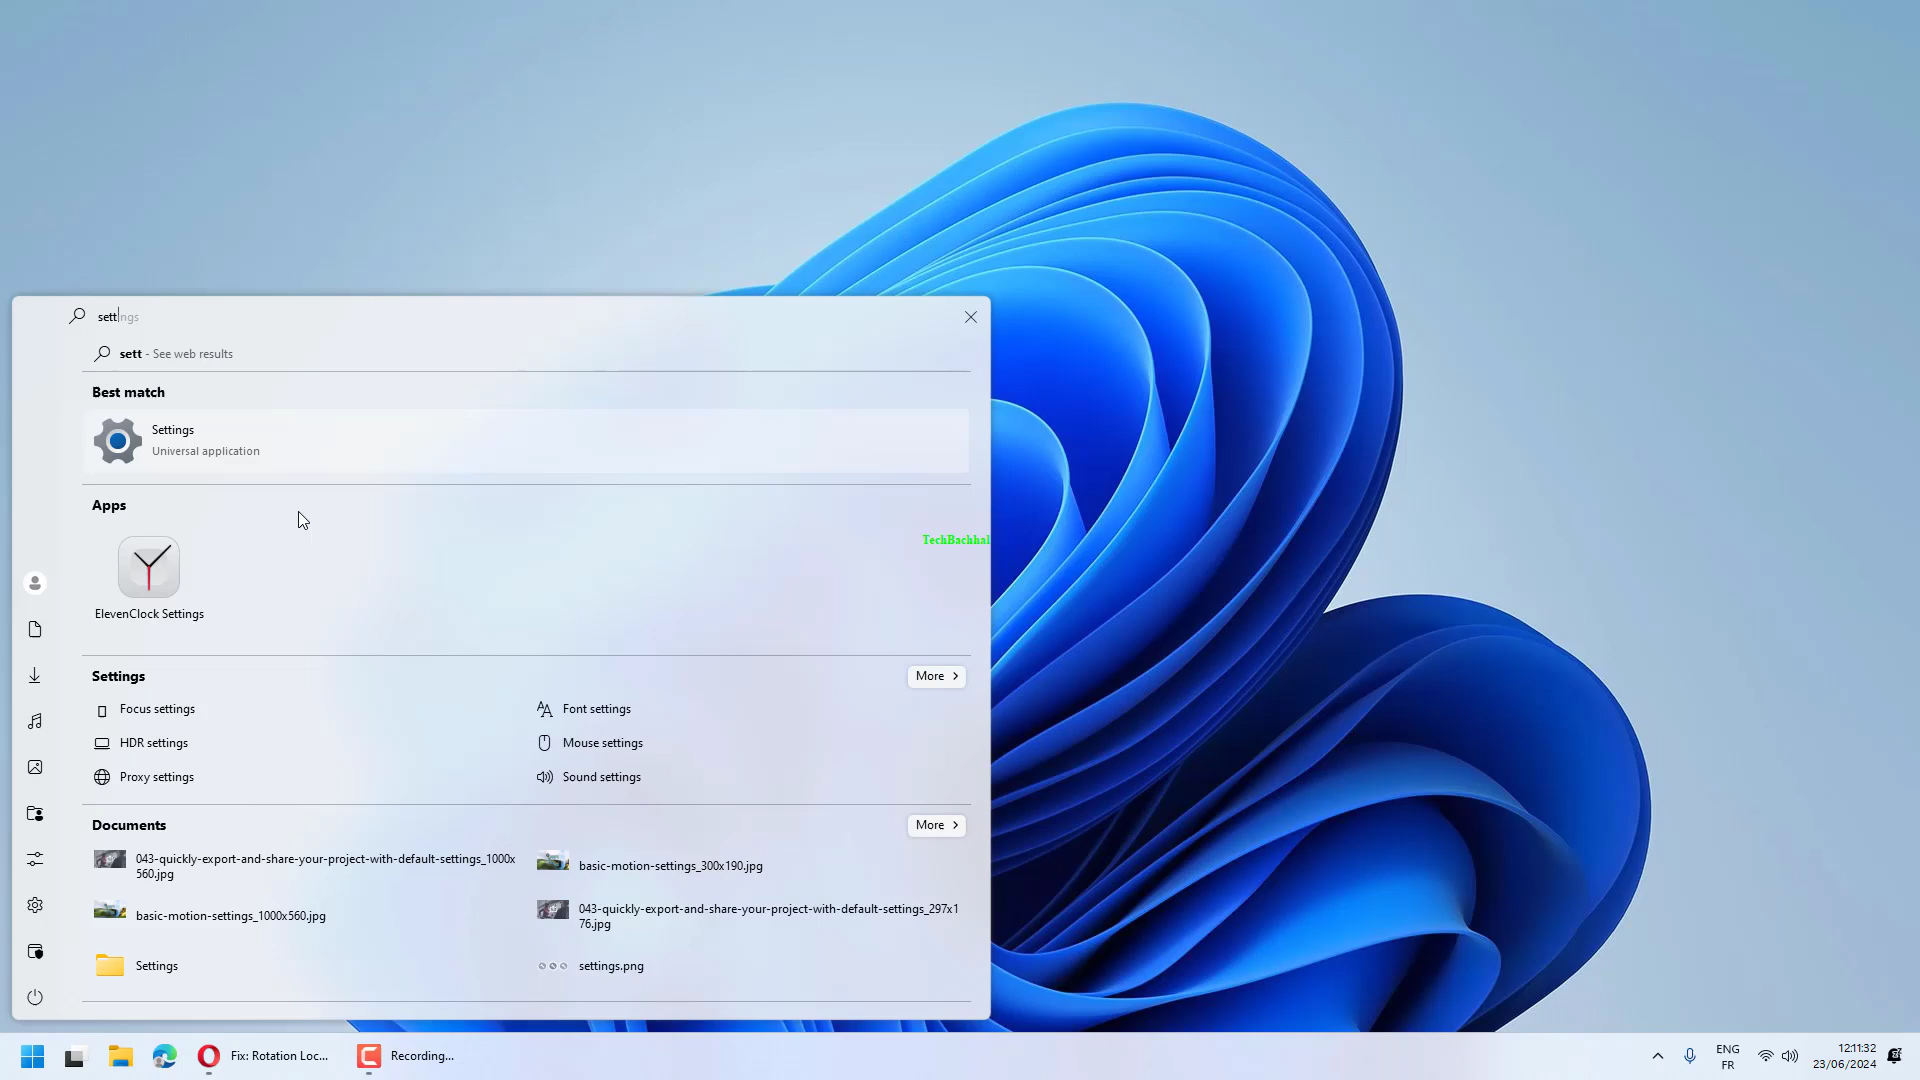 settings
sett - See web results
Best match
Settings
Universal application
Apps
TechBachhal
ElevenClock Settings
Settings
More
Focus settings
Font settings
HDR settings
Mouse settings
Proxy settings
Sound settings
Documents
More
043-quickly-export-and-share-your-project-with-default-settings_1000x
560.jpg
basic-motion-settings_300x190.jpg
basic-motion-settings_1000x560.jpg
043-quickly-export-and-share-your-project-with-default-settings_297x1
76.jpg
Settings
settings.png
Fix: Rotation Loc...
Recording...
ENG
FR
12:11:32
23/06/2024